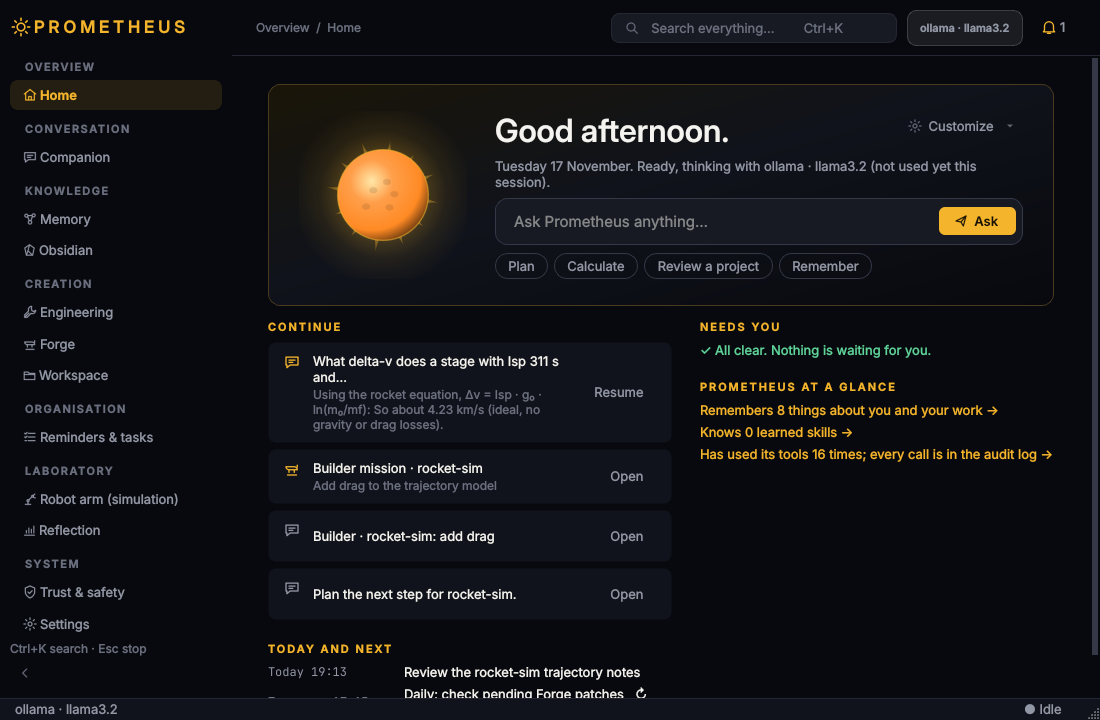 PROMETHEUS
Overview / Home
Search everything... Ctrl+K
ollama · llama3.2
1
OVERVIEW
Home
CONVERSATION
Companion
KNOWLEDGE
Memory
Obsidian
CREATION
Engineering
Forge
Workspace
ORGANISATION
Reminders & tasks
LABORATORY
Robot arm (simulation)
Reflection
SYSTEM
Trust & safety
Settings
Ctrl+K search · Esc stop
Good afternoon.
Customize
Tuesday 17 November. Ready, thinking with ollama · llama3.2 (not used yet this
session).
Ask Prometheus anything...
Ask
Plan
Calculate
Review a project
Remember
CONTINUE
What delta-v does a stage with Isp 311 s
and...
Using the rocket equation, Δv = Isp · g₀ ·
ln(m₀/mf): So about 4.23 km/s (ideal, no
gravity or drag losses).
Resume
Builder mission · rocket-sim
Add drag to the trajectory model
Open
Builder · rocket-sim: add drag
Open
Plan the next step for rocket-sim.
Open
NEEDS YOU
✓ All clear. Nothing is waiting for you.
PROMETHEUS AT A GLANCE
Remembers 8 things about you and your work →
Knows 0 learned skills →
Has used its tools 16 times; every call is in the audit log →
TODAY AND NEXT
Today 19:13 Review the rocket-sim trajectory notes
Daily: check pending Forge patches
ollama · llama3.2
Idle